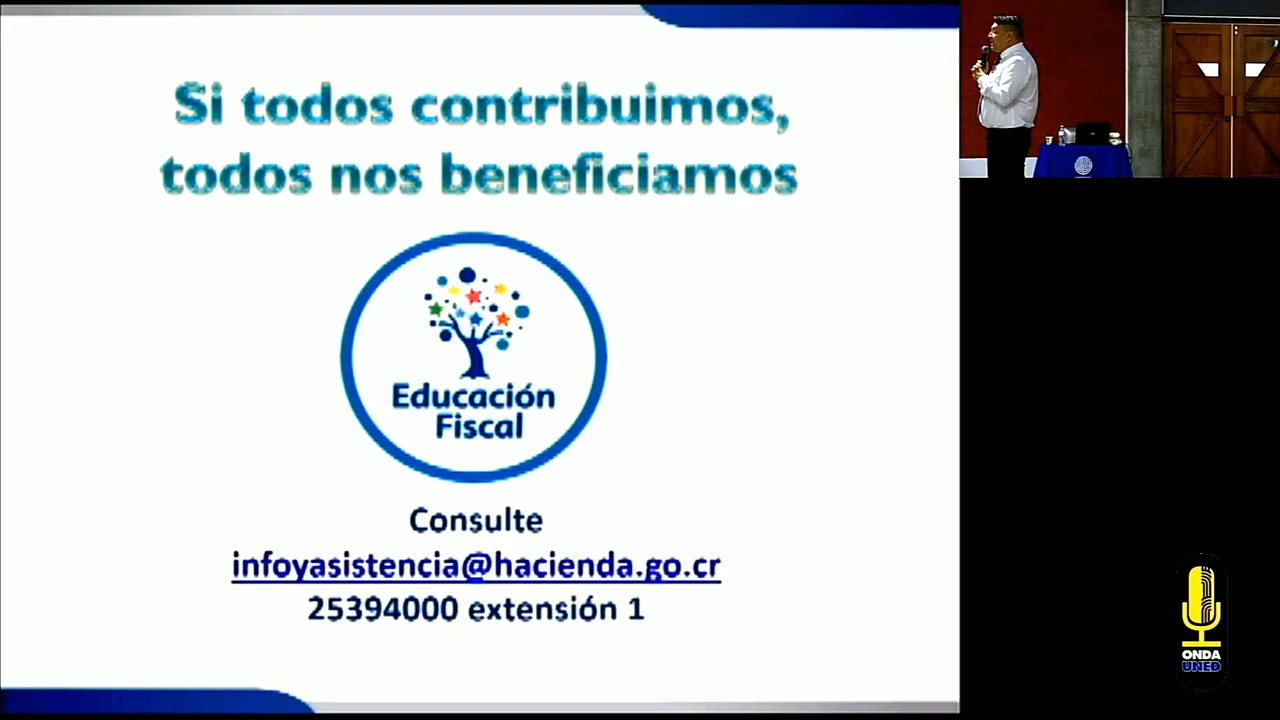 Si todos contribuimos,
todos nos beneficiamos
Educación
Fiscal
Consulte
infoyasistencia@hacienda.go.cr
25394000 extensión 1
ONDA
UNED